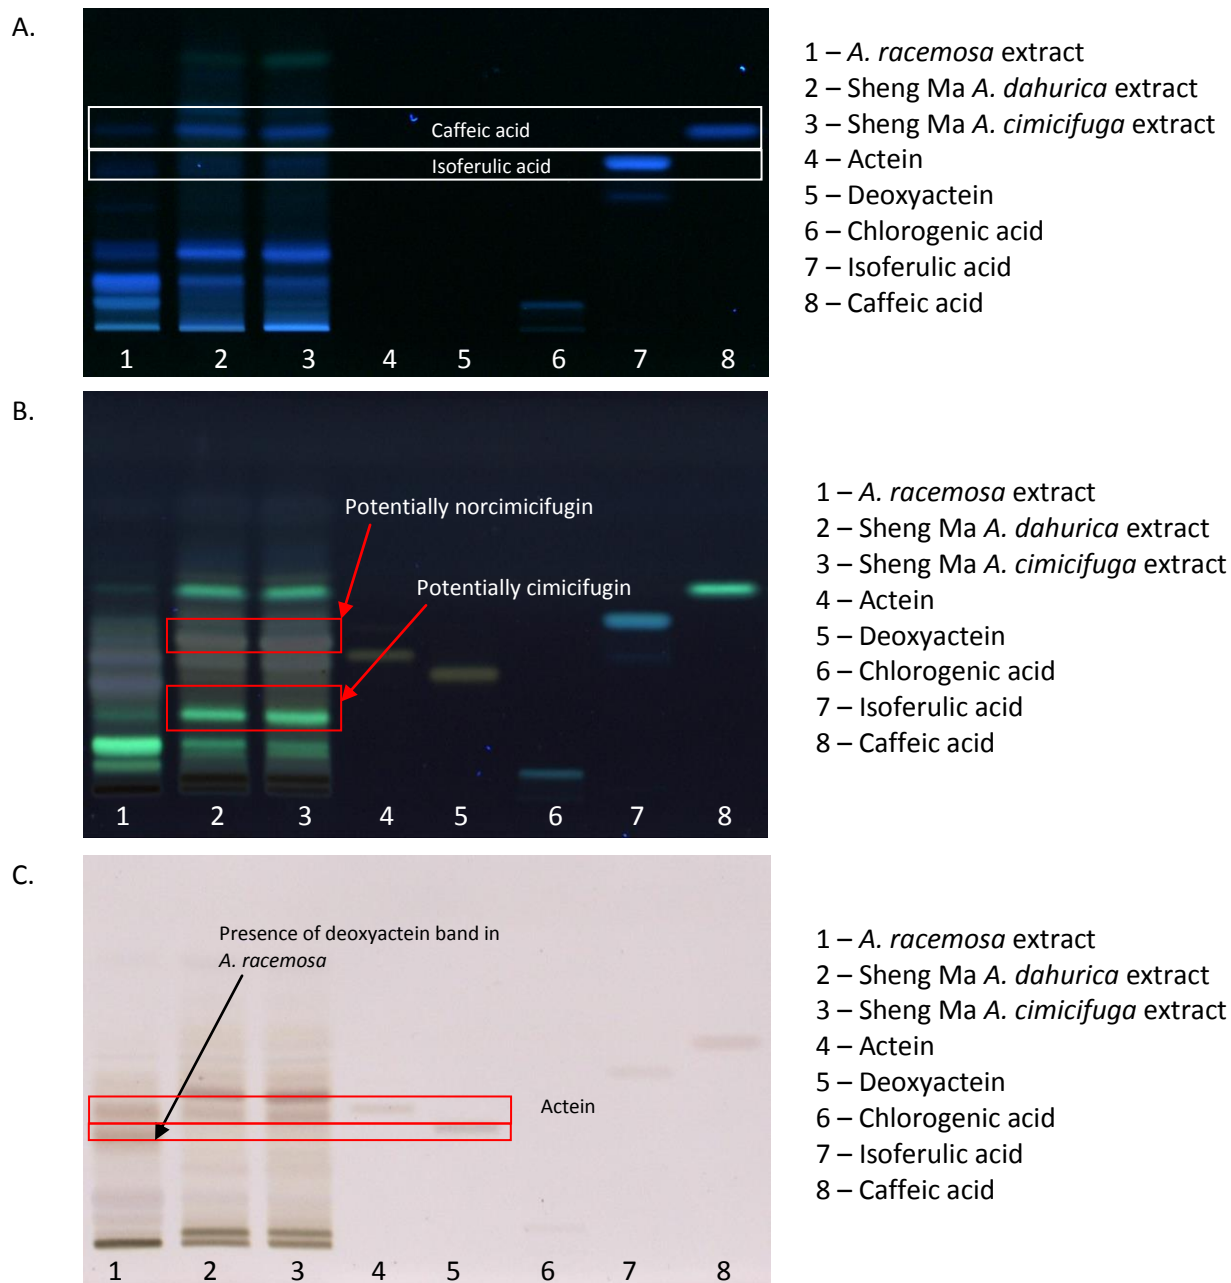 A.
Caffeic acid
Isoferulic acid
1 2 3 4 5 6 7 8
1 – A. racemosa extract
2 – Sheng Ma A. dahurica extract
3 – Sheng Ma A. cimicifuga extract
4 – Actein
5 – Deoxyactein
6 – Chlorogenic acid
7 – Isoferulic acid
8 – Caffeic acid
B.
Potentially norcimicifugin
Potentially cimicifugin
1 2 3 4 5 6 7 8
1 – A. racemosa extract
2 – Sheng Ma A. dahurica extract
3 – Sheng Ma A. cimicifuga extract
4 – Actein
5 – Deoxyactein
6 – Chlorogenic acid
7 – Isoferulic acid
8 – Caffeic acid
C.
Presence of deoxyactein band in
A. racemosa
Actein
1 2 3 4 5 6 7 8
1 – A. racemosa extract
2 – Sheng Ma A. dahurica extract
3 – Sheng Ma A. cimicifuga extract
4 – Actein
5 – Deoxyactein
6 – Chlorogenic acid
7 – Isoferulic acid
8 – Caffeic acid